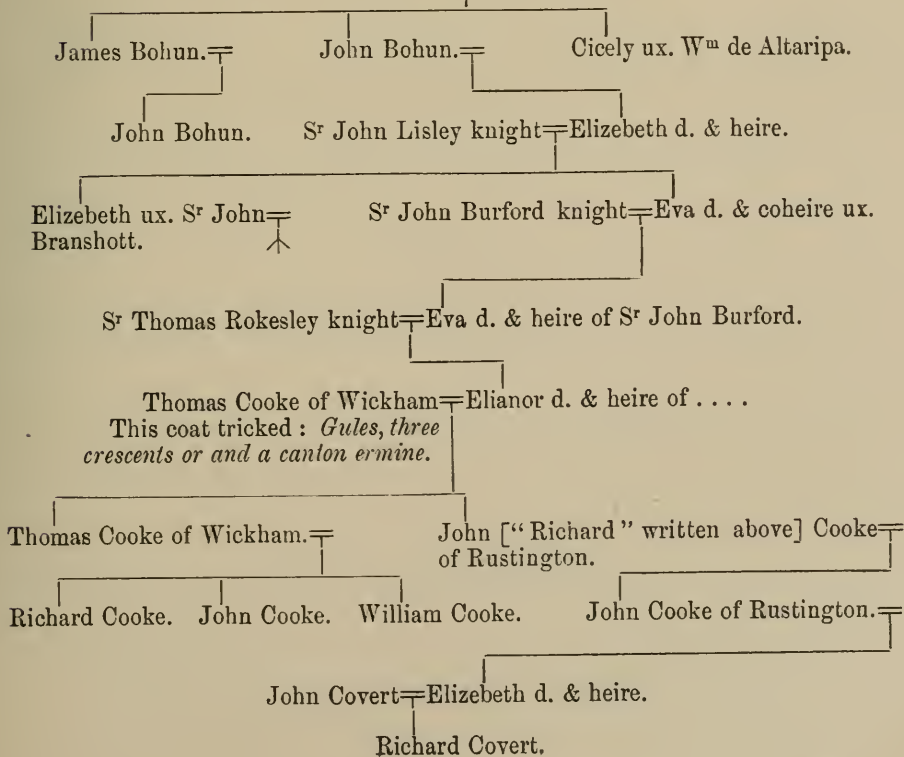 James Bohun. John Bohun. Cicely ux. Wᵐ de Altaripa.
John Bohun. Sʳ John Lisley knight=Elizebeth d. & heire.
Elizebeth ux. Sʳ John= Sʳ John Burford knight=Eva d. & coheire ux.
Branshott.
Sʳ Thomas Rokesley knight=Eva d. & heire of Sʳ John Burford.
Thomas Cooke of Wickham=Elianor d. & heire of . . . .
This coat tricked : Gules, three
crescents or and a canton ermine.
Thomas Cooke of Wickham. John [“Richard” written above] Cooke=
of Rustington.
Richard Cooke. John Cooke. William Cooke. John Cooke of Rustington.=
John Covert=Elizebeth d. & heire.
Richard Covert.